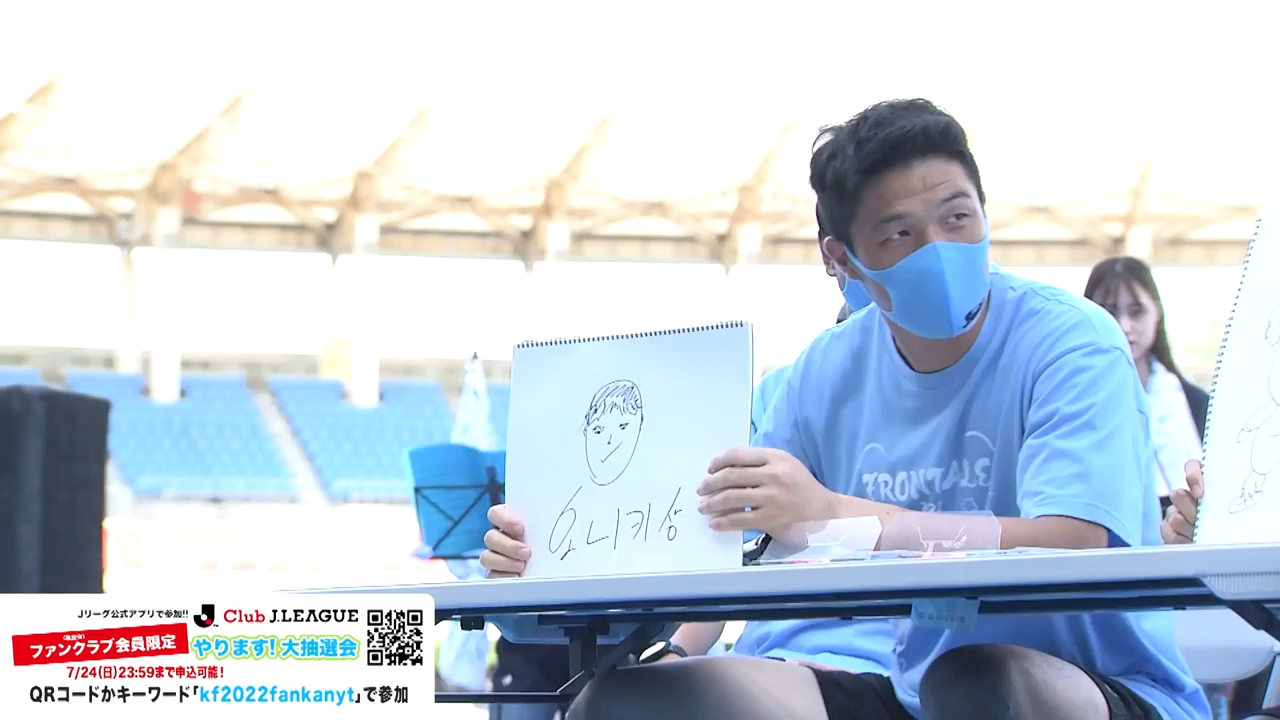 요니키상
FRONTALE
Jリーグ公式アプリで参加!!
Club J.LEAGUE
ファンクラブ会員限定
やります!大抽選会
7/24(日)23:59まで申込可能!
QRコードかキーワード「kf2022fankanyt」で参加